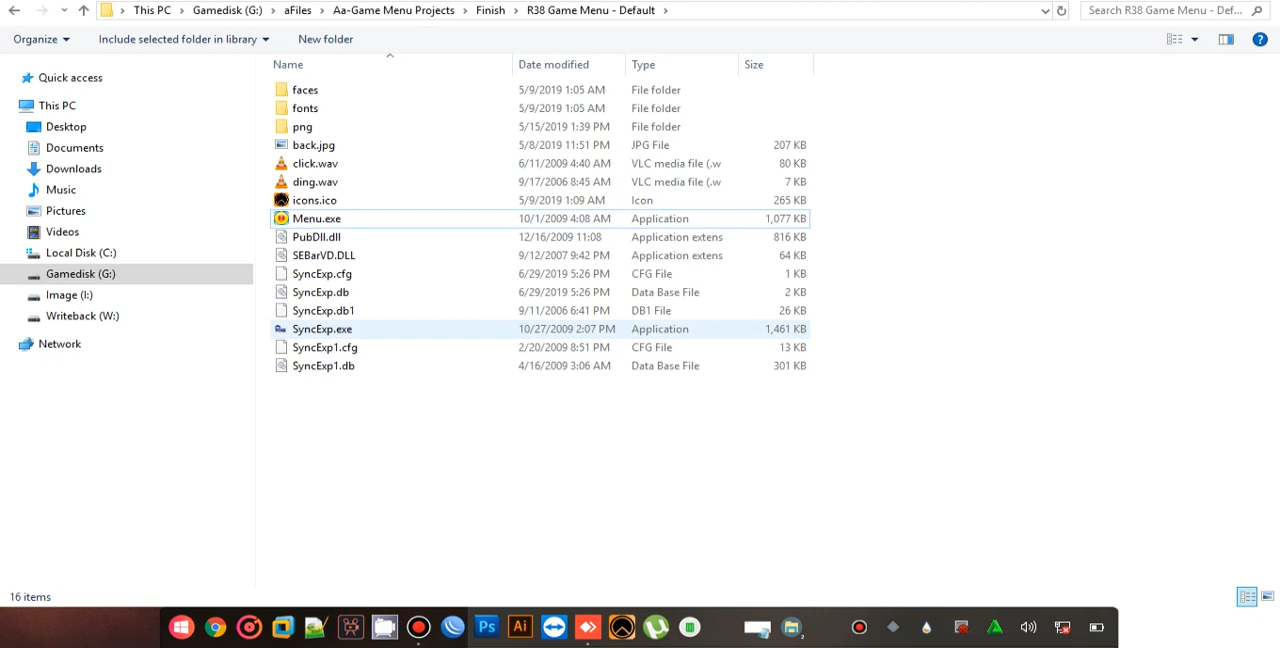 This PC > Gamedisk (G:) > aFiles > Aa-Game Menu Projects > Finish > R38 Game Menu - Default >
Search R38 Game Menu - Def...
Organize
Include selected folder in library
New folder
Name
Date modified
Type
Size
Quick access
This PC
Desktop
Documents
Downloads
Music
Pictures
Videos
Local Disk (C:)
Gamedisk (G:)
Image (I:)
Writeback (W:)
Network
faces 5/9/2019 1:05 AM File folder
fonts 5/9/2019 1:05 AM File folder
png 5/15/2019 1:39 PM File folder
back.jpg 5/8/2019 11:51 PM JPG File 207 KB
click.wav 6/11/2009 4:40 AM VLC media file (.w 80 KB
ding.wav 9/17/2006 8:45 AM VLC media file (.w 7 KB
icons.ico 5/9/2019 1:09 AM Icon 265 KB
Menu.exe 10/1/2009 4:08 AM Application 1,077 KB
PubDll.dll 12/16/2009 11:08 Application extens 816 KB
SEBarVD.DLL 9/12/2007 9:42 PM Application extens 64 KB
SyncExp.cfg 6/29/2019 5:26 PM CFG File 1 KB
SyncExp.db 6/29/2019 5:26 PM Data Base File 2 KB
SyncExp.db1 9/11/2006 6:41 PM DB1 File 26 KB
SyncExp.exe 10/27/2009 2:07 PM Application 1,461 KB
SyncExp1.cfg 2/20/2009 8:51 PM CFG File 13 KB
SyncExp1.db 4/16/2009 3:06 AM Data Base File 301 KB
16 items
Ps
Ai